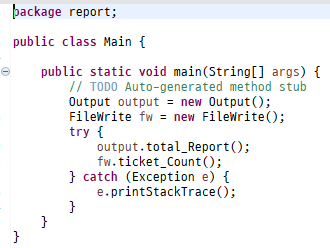 package report;
public class Main {
public static void main(String[] args) {
// TODO Auto-generated method stub
Output output = new Output();
FileWrite fw = new FileWrite();
try {
output.total_Report();
fw.ticket_Count();
} catch (Exception e) {
e.printStackTrace();
}
}
}